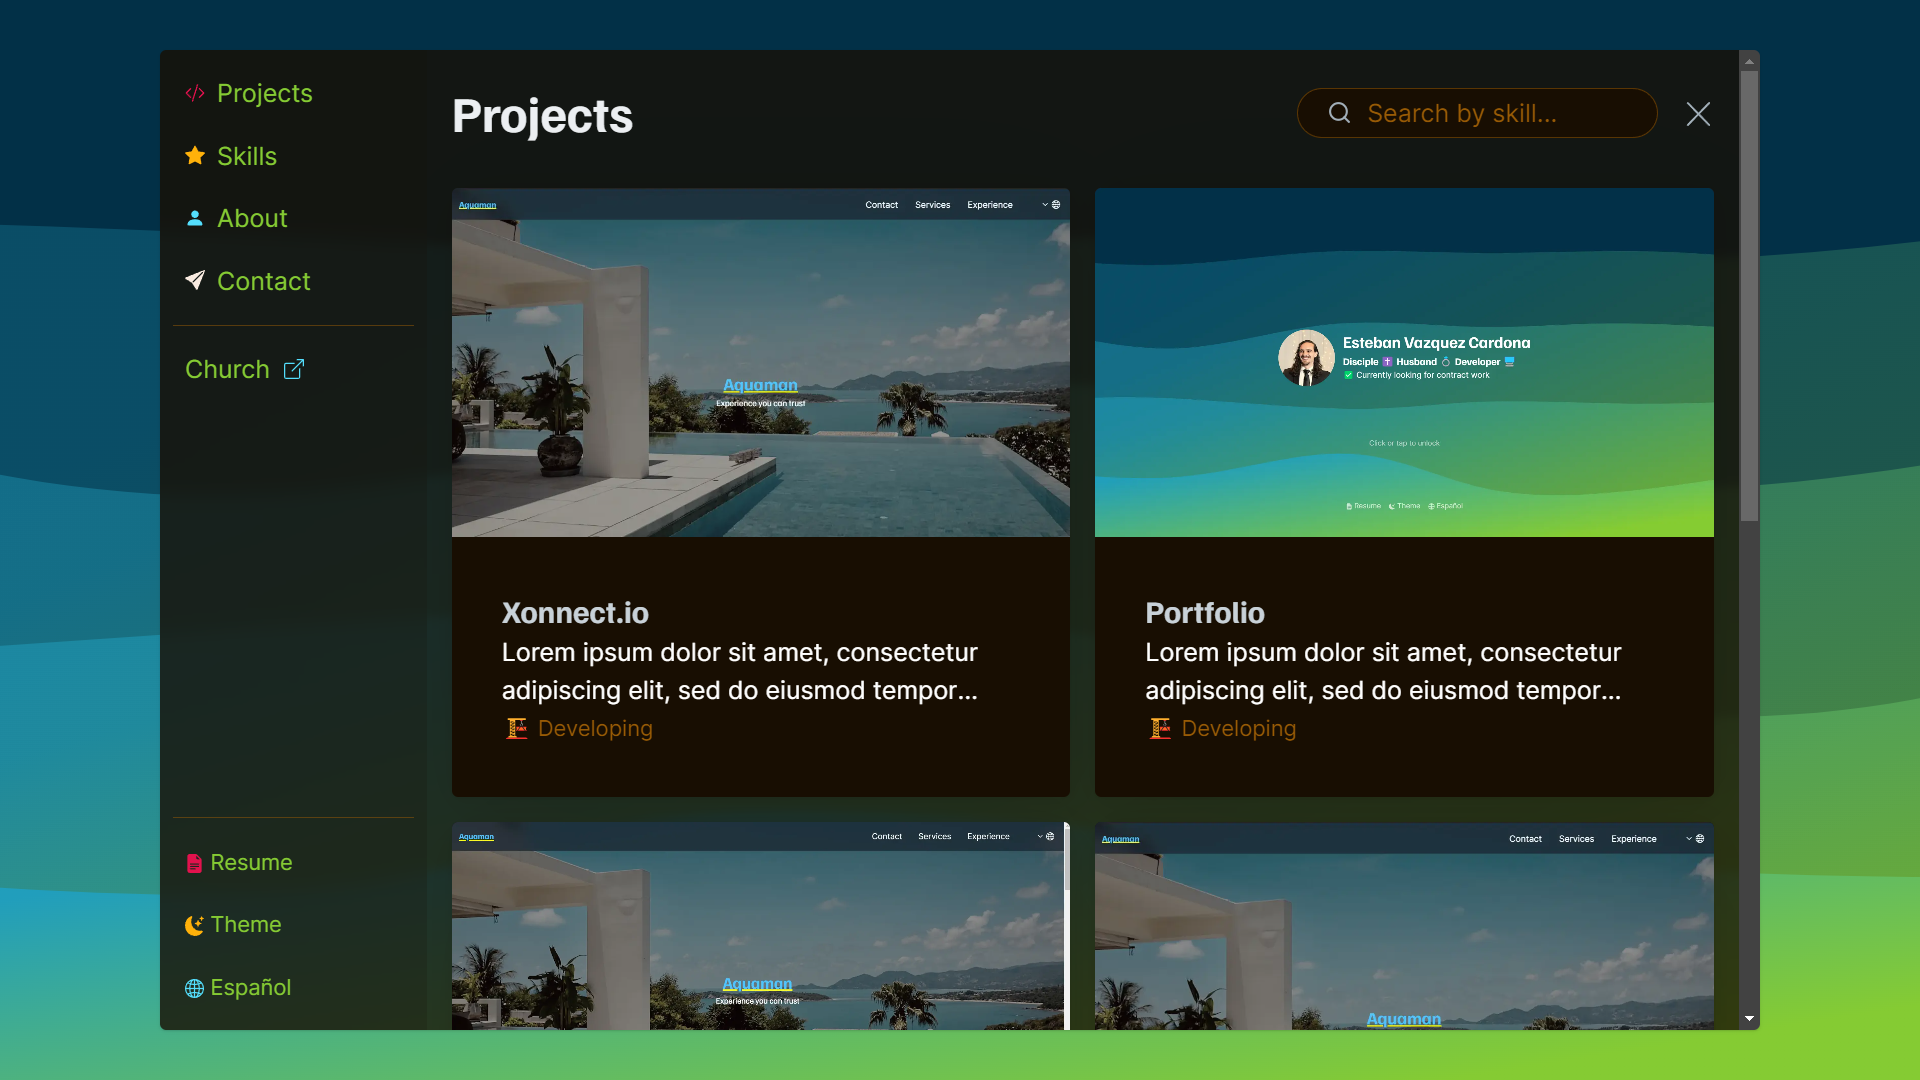 Projects
Skills
About
Contact
Church
Resume
Theme
Español
Projects
Search by skill...
Aquaman
Contact Services Experience
Aquaman
Experience you can trust
Xonnect.io
Lorem ipsum dolor sit amet, consectetur
adipiscing elit, sed do eiusmod tempor...
Developing
Esteban Vazquez Cardona
Disciple Husband Developer
Currently looking for contract work
Click or tap to unlock
Resume Theme Español
Portfolio
Lorem ipsum dolor sit amet, consectetur
adipiscing elit, sed do eiusmod tempor...
Developing
Aquaman
Contact Services Experience
Aquaman
Experience you can trust
Aquaman
Contact Services Experience
Aquaman